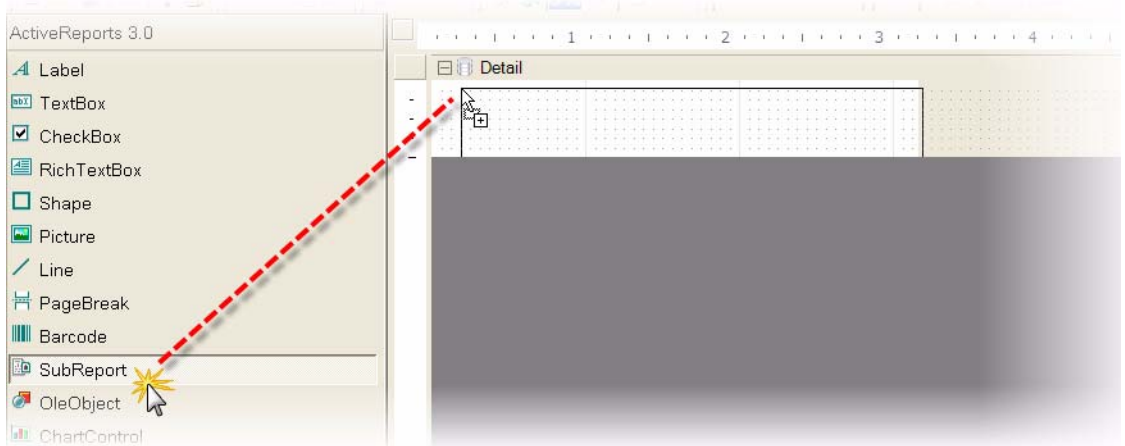 ActiveReports 3.0
Label
TextBox
CheckBox
RichTextBox
Shape
Picture
Line
PageBreak
Barcode
SubReport
OleObject
ChartControl
1 2 3 4
Detail